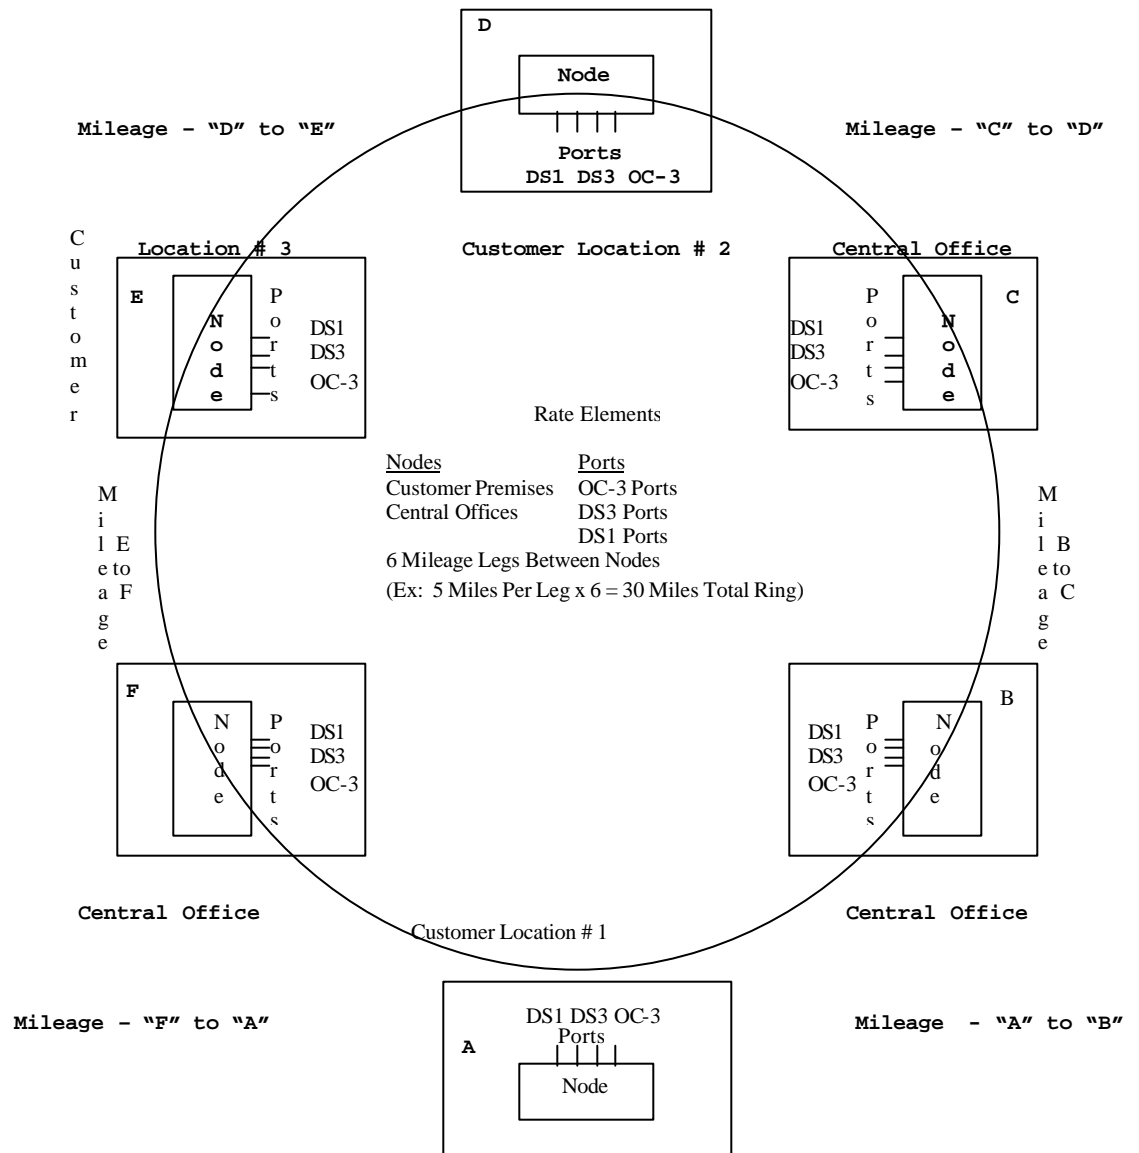 D
Node
Mileage – “D” to “E”
Mileage – “C” to “D”
Ports
DS1 DS3 OC-3
Customer
Location # 3
Customer Location # 2
Central Office
E
Node
Ports
DS1
DS3
OC-3
DS1
DS3
OC-3
Ports
Node
C
Rate Elements
Nodes Ports
Customer Premises OC-3 Ports
Central Offices DS3 Ports
DS1 Ports
6 Mileage Legs Between Nodes
(Ex: 5 Miles Per Leg x 6 = 30 Miles Total Ring)
Mileage
E
to
F
Mileage
B
to
C
F
Node
Ports
DS1
DS3
OC-3
DS1
DS3
OC-3
Ports
Node
B
Central Office
Central Office
Customer Location # 1
Mileage – “F” to “A”
Mileage - “A” to “B”
DS1 DS3 OC-3
Ports
A
Node